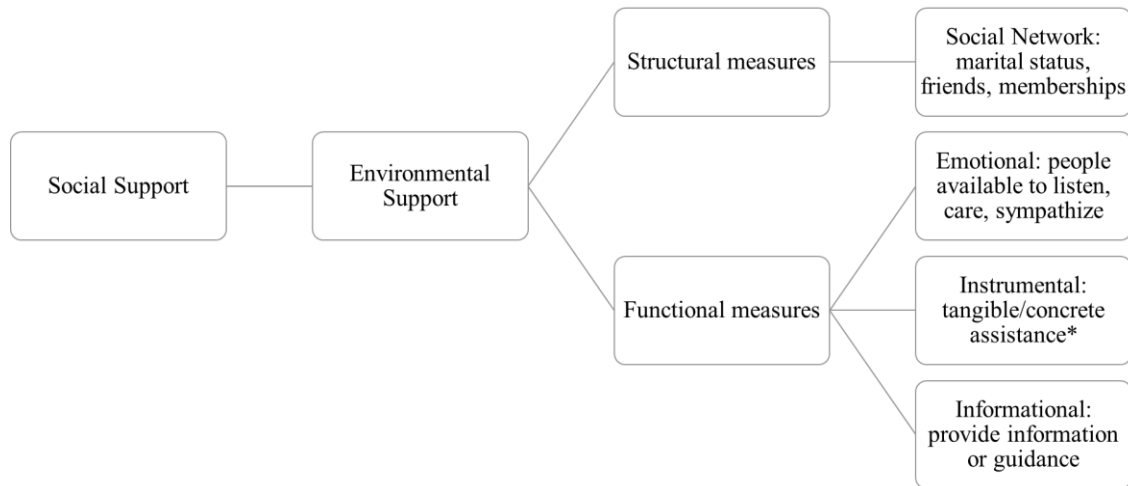 Social Support
Environmental
Support
Structural measures
Functional measures
Social Network:
marital status,
friends, memberships
Emotional: people
available to listen,
care, sympathize
Instrumental:
tangible/concrete
assistance*
Informational:
provide information
or guidance